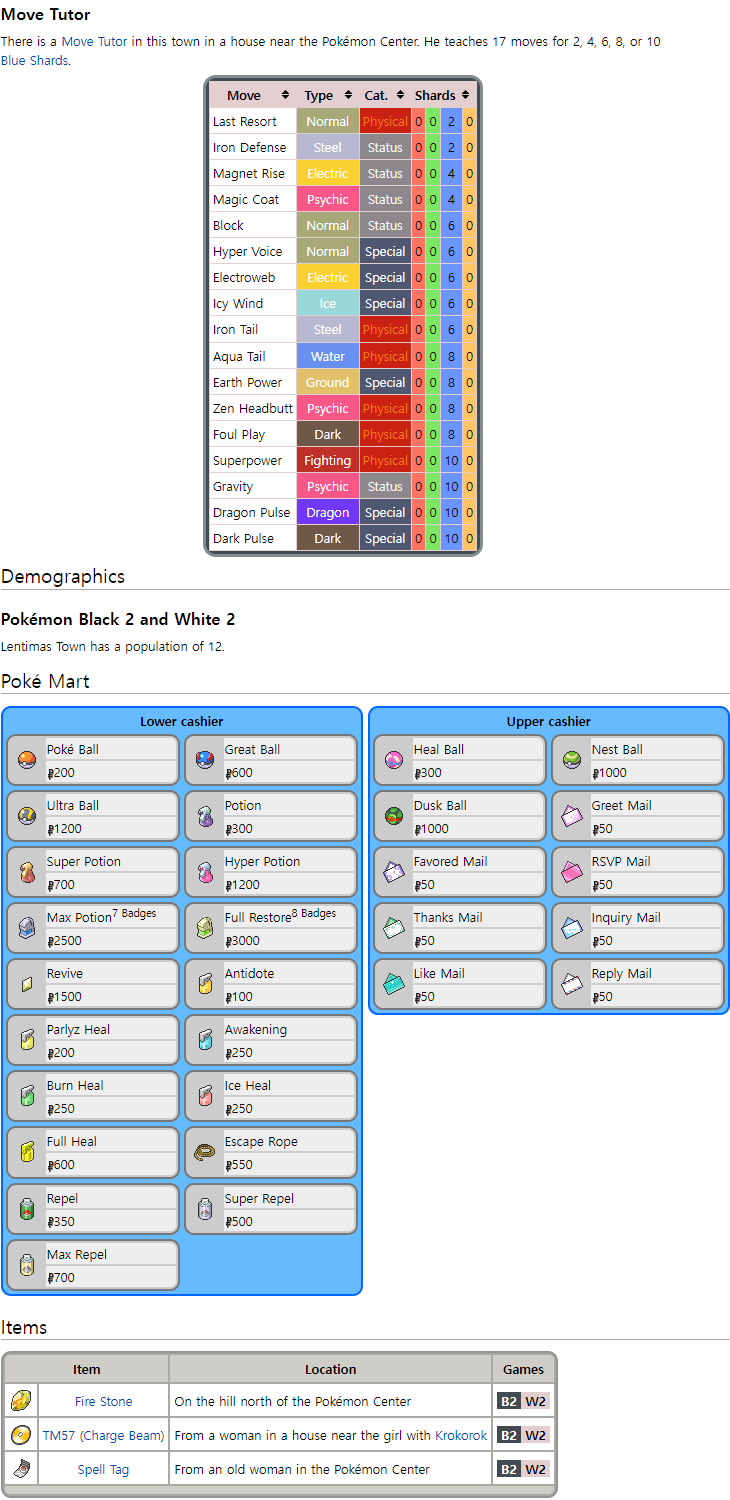 Move Tutor
There is a Move Tutor in this town in a house near the Pokémon Center. He teaches 17 moves for 2, 4, 6, 8, or 10
Blue Shards.
Move Type Cat. Shards
Last Resort Normal Physical 0 0 2 0
Iron Defense Steel Status 0 0 2 0
Magnet Rise Electric Status 0 0 4 0
Magic Coat Psychic Status 0 0 4 0
Block Normal Status 0 0 6 0
Hyper Voice Normal Special 0 0 6 0
Electroweb Electric Special 0 0 6 0
Icy Wind Ice Special 0 0 6 0
Iron Tail Steel Physical 0 0 6 0
Aqua Tail Water Physical 0 0 8 0
Earth Power Ground Special 0 0 8 0
Zen Headbutt Psychic Physical 0 0 8 0
Foul Play Dark Physical 0 0 8 0
Superpower Fighting Physical 0 0 10 0
Gravity Psychic Status 0 0 10 0
Dragon Pulse Dragon Special 0 0 10 0
Dark Pulse Dark Special 0 0 10 0
Demographics
Pokémon Black 2 and White 2
Lentimas Town has a population of 12.
Poké Mart
Lower cashier
Poké Ball Great Ball
₽200 ₽600
Ultra Ball Potion
₽1200 ₽300
Super Potion Hyper Potion
₽700 ₽1200
Max Potion7 Badges Full Restore8 Badges
₽2500 ₽3000
Revive Antidote
₽1500 ₽100
Parlyz Heal Awakening
₽200 ₽250
Burn Heal Ice Heal
₽250 ₽250
Full Heal Escape Rope
₽600 ₽550
Repel Super Repel
₽350 ₽500
Max Repel
₽700
Upper cashier
Heal Ball Nest Ball
₽300 ₽1000
Dusk Ball Greet Mail
₽1000 ₽50
Favored Mail RSVP Mail
₽50 ₽50
Thanks Mail Inquiry Mail
₽50 ₽50
Like Mail Reply Mail
₽50 ₽50
Items
Item Location Games
Fire Stone On the hill north of the Pokémon Center B2 W2
TM57 (Charge Beam) From a woman in a house near the girl with Krokorok B2 W2
Spell Tag From an old woman in the Pokémon Center B2 W2